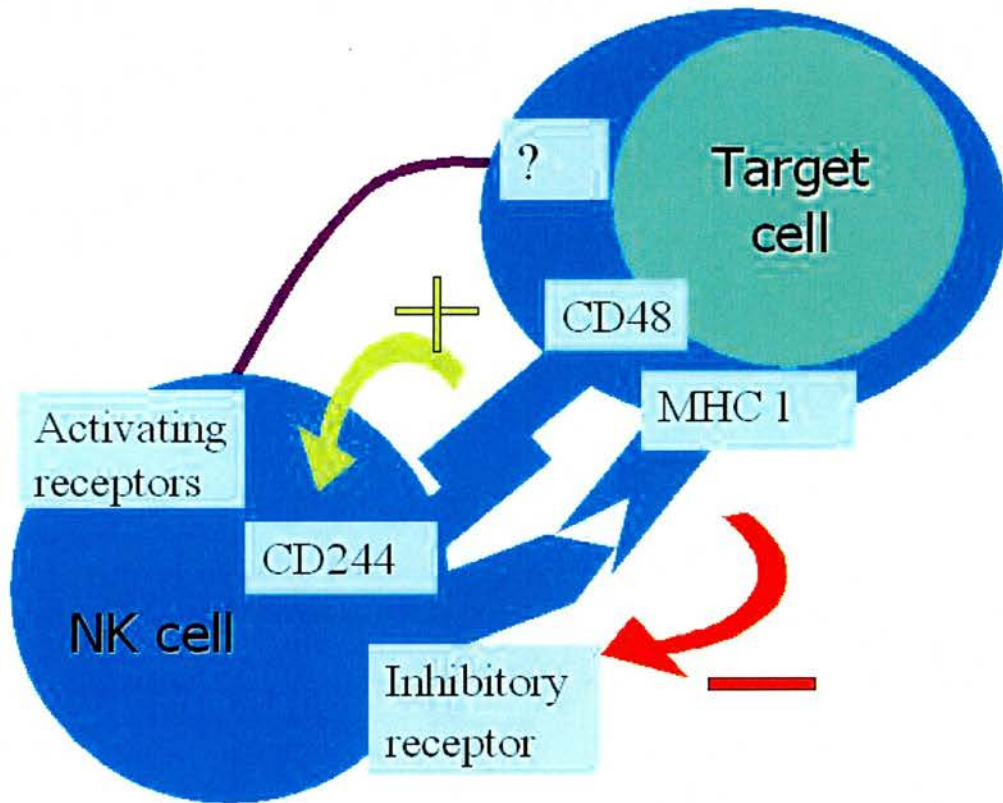 ?
Target
cell
CD48
MHC 1
Activating
receptors
CD244
NK cell
Inhibitory
receptor